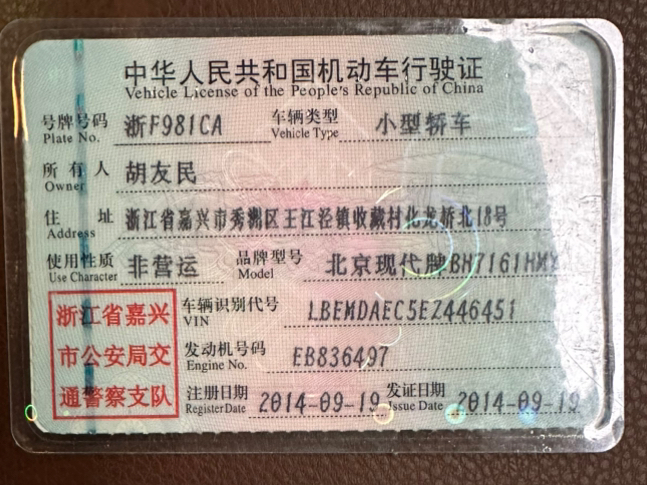 中华人民共和国机动车行驶证
Vehicle License of the People's Republic of China
号牌号码 浙F981CA 车辆类型 小型轿车
Plate No. Vehicle Type
所有人 胡友民
Owner
住址 浙江省嘉兴市秀洲区王江泾镇收藏村北龙桥北18号
Address
使用性质 非营运 品牌型号 北京现代牌BH7161HMY
Use Character Model
浙江省嘉兴 车辆识别代号 LBEMDAEC5EZ446451
VIN
市公安局交 发动机号码 EB836497
Engine No.
通警察支队 注册日期 2014-09-19 发证日期 2014-09-19
Register Date Issue Date